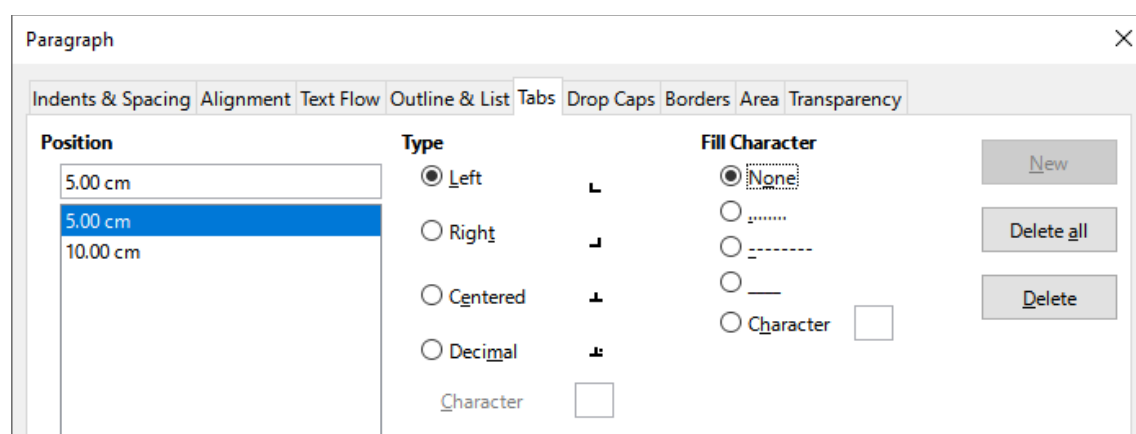 Paragraph
Indents & Spacing Alignment Text Flow Outline & List Tabs Drop Caps Borders Area Transparency
Position
5.00 cm
5.00 cm
10.00 cm
Type
Left
Right
Centered
Decimal
Character
Fill Character
None
.......
--------
____
Character
New
Delete all
Delete